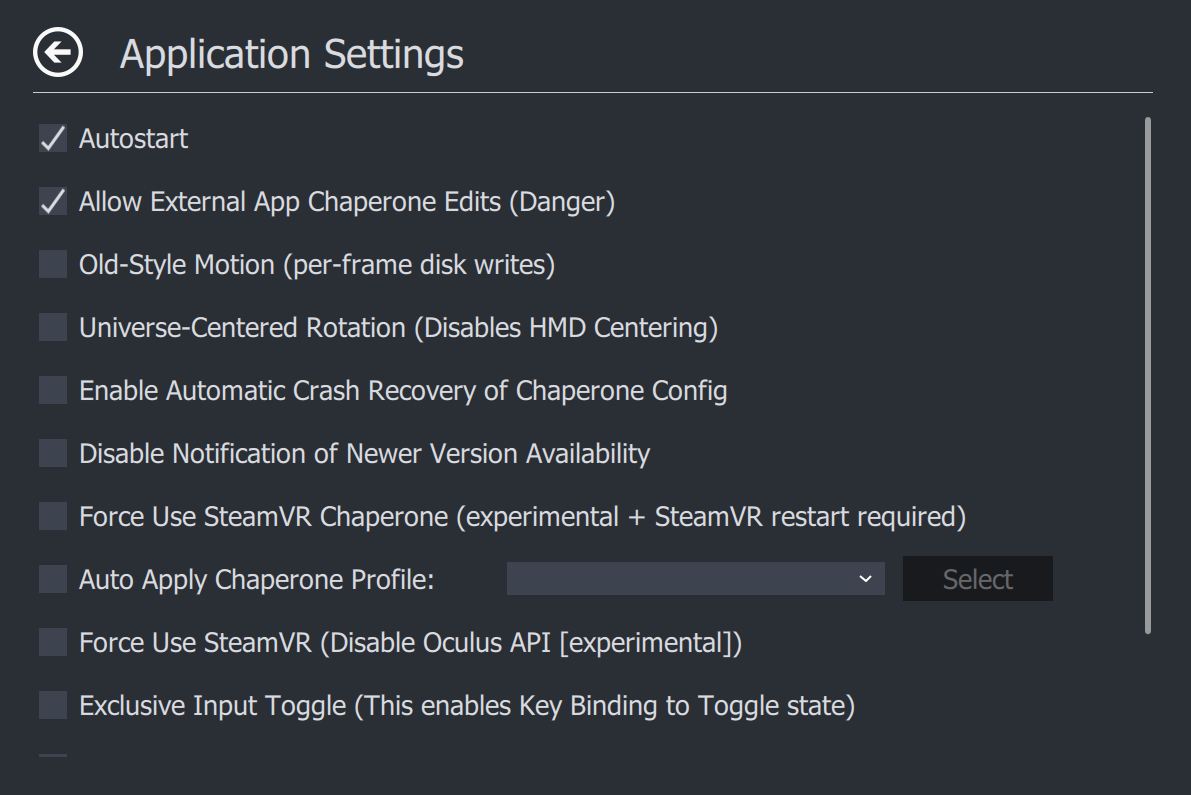 Application Settings
Autostart
Allow External App Chaperone Edits (Danger)
Old-Style Motion (per-frame disk writes)
Universe-Centered Rotation (Disables HMD Centering)
Enable Automatic Crash Recovery of Chaperone Config
Disable Notification of Newer Version Availability
Force Use SteamVR Chaperone (experimental + SteamVR restart required)
Auto Apply Chaperone Profile: Select
Force Use SteamVR (Disable Oculus API [experimental])
Exclusive Input Toggle (This enables Key Binding to Toggle state)